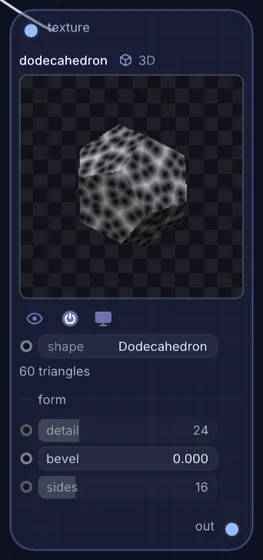 texture
dodecahedron 3D
shape Dodecahedron
60 triangles
form
detail 24
bevel 0.000
sides 16
out